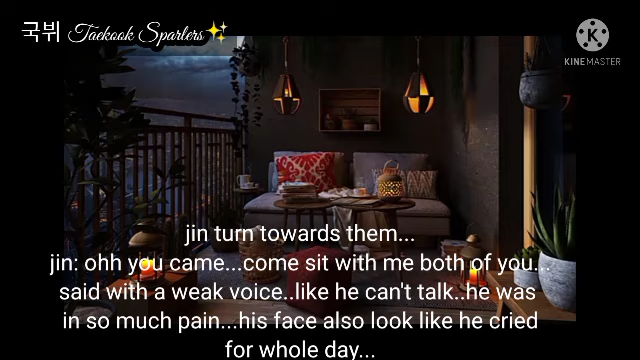 국뷔 Taekook Sparlers✨
KINEMASTER
jin turn towards them...
jin: ohh you came...come sit with me both of you...
said with a weak voice..like he can't talk..he was
in so much pain...his face also look like he cried
for whole day...